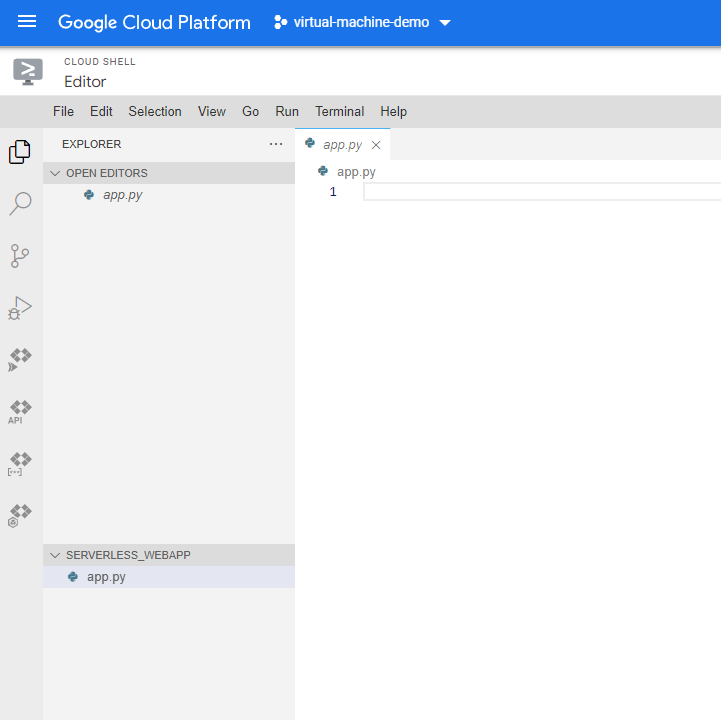 Google Cloud Platform virtual-machine-demo
CLOUD SHELL
Editor
File Edit Selection View Go Run Terminal Help
EXPLORER ···
app.py
OPEN EDITORS
app.py
app.py
1
API
SERVERLESS_WEBAPP
app.py